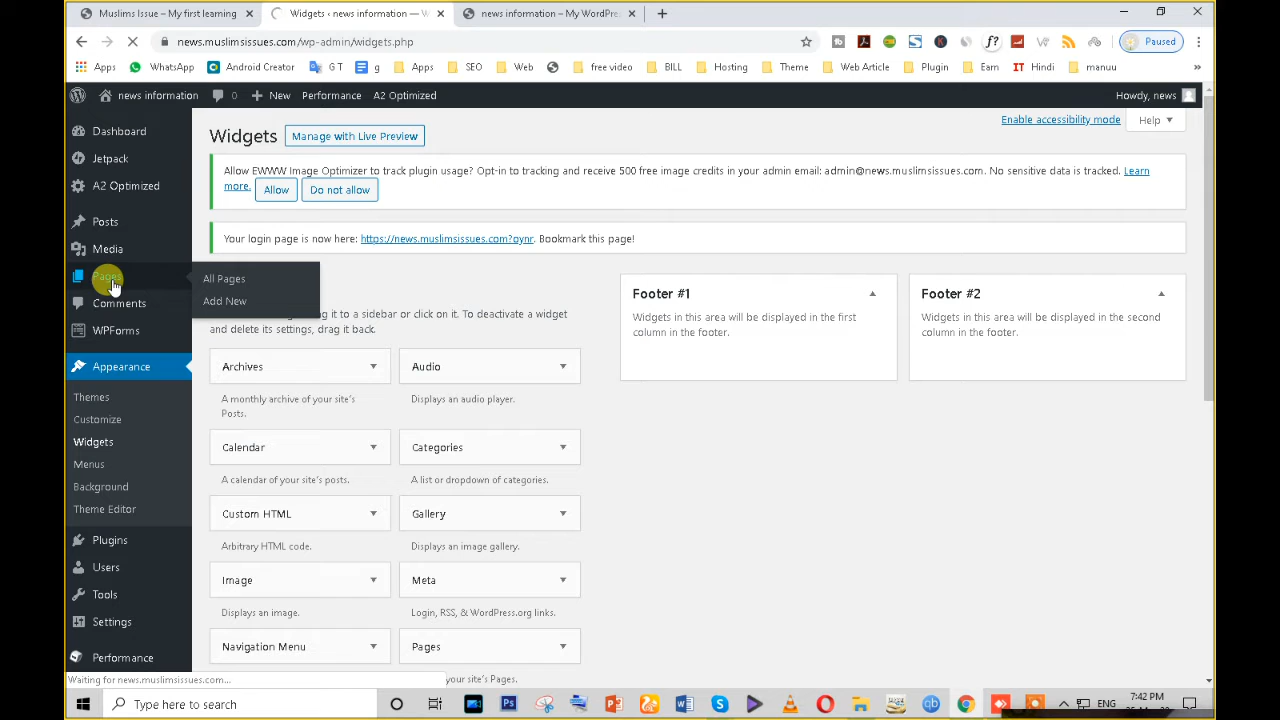 Muslims Issue – My first learning
Widgets ‹ news information — W
news information – My WordPre
news.muslimsissues.com/wp-admin/widgets.php
Paused
Apps
WhatsApp
Android Creator
G T
g
Apps
SEO
Web
free video
BILL
Hosting
Theme
Web Article
Plugin
Earn
IT
Hindi
manuu
news information
0
New
Performance
A2 Optimized
Howdy, news
Dashboard
Jetpack
A2 Optimized
Posts
Media
Pages
Comments
WPForms
Appearance
Themes
Customize
Widgets
Menus
Background
Theme Editor
Plugins
Users
Tools
Settings
Performance
All Pages
Add New
Widgets
Manage with Live Preview
Enable accessibility mode
Help
Allow EWWW Image Optimizer to track plugin usage? Opt-in to tracking and receive 500 free image credits in your admin email: admin@news.muslimsissues.com. No sensitive data is tracked. Learn
more.
Allow
Do not allow
Your login page is now here: https://news.muslimsissues.com?oynr. Bookmark this page!
it to a sidebar or click on it. To deactivate a widget
and delete its settings, drag it back.
Archives
Audio
A monthly archive of your site's
Posts.
Displays an audio player.
Calendar
Categories
A calendar of your site's posts.
A list or dropdown of categories.
Custom HTML
Gallery
Arbitrary HTML code.
Displays an image gallery.
Image
Meta
Displays an image.
Login, RSS, & WordPress.org links.
Navigation Menu
Pages
your site's Pages.
Footer #1
Widgets in this area will be displayed in the first
column in the footer.
Footer #2
Widgets in this area will be displayed in the second
column in the footer.
Waiting for news.muslimsissues.com...
Type here to search
ENG
7:42 PM